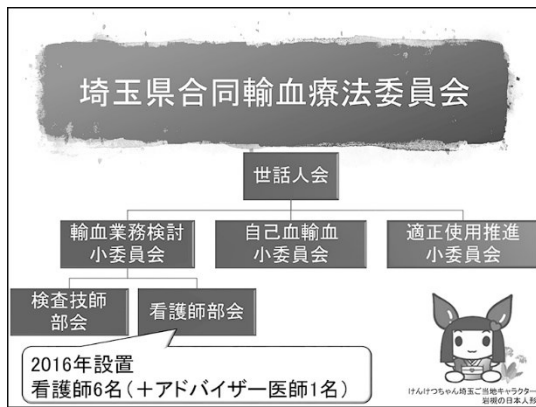 埼玉県合同輸血療法委員会
世話人会
輸血業務検討
小委員会
自己血輸血
小委員会
適正使用推進
小委員会
検査技師
部会
看護師部会
2016年設置
看護師6名(+アドバイザー医師1名)
けんけつちゃん埼玉ご当地キャラクター
岩槻の日本人形